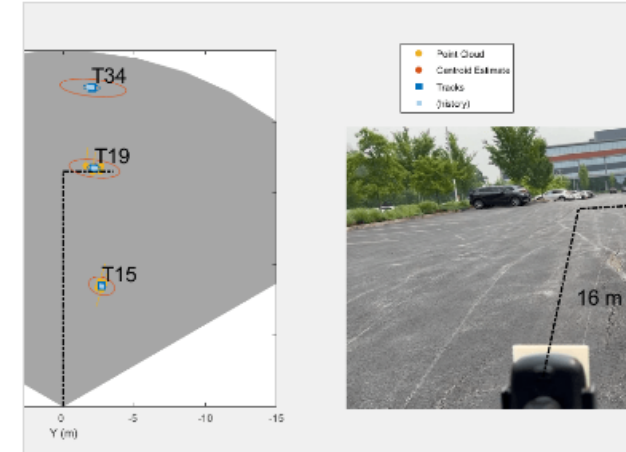 T34
T19
T15
0
-5
-10
-15
Y (m)
Point Cloud
Centroid Estimate
Tracks
(history)
16 m